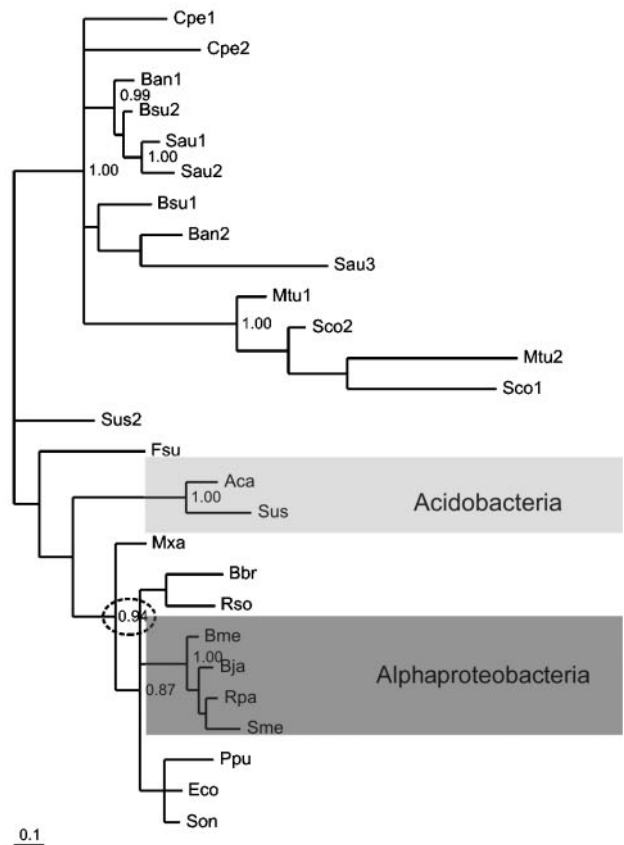 Cpe1
Cpe2
Ban1
0.99
Bsu2
Sau1
1.00
1.00
Sau2
Bsu1
Ban2
Sau3
Mtu1
1.00
Sco2
Mtu2
Sco1
Sus2
Fsu
Aca
1.00
Acidobacteria
Sus
Mxa
Bbr
0.94
Rso
Bme
1.00
Bja
Alphaproteobacteria
0.87
Rpa
Sme
Ppu
Eco
Son
0.1